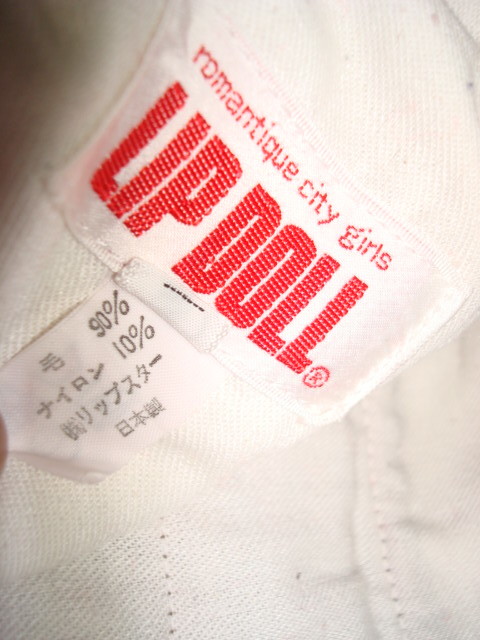 romantique city girls
LIP DOLL®
毛 90%
ナイロン 10%
㈱リップスター
日本製